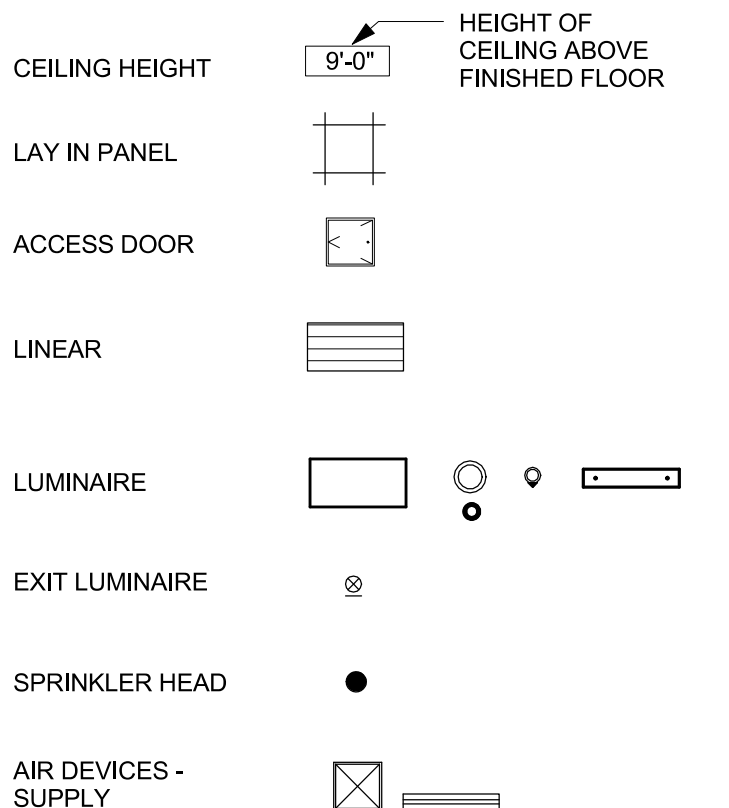 HEIGHT OF
CEILING ABOVE
FINISHED FLOOR
CEILING HEIGHT
9'-0"
LAY IN PANEL
ACCESS DOOR
LINEAR
LUMINAIRE
EXIT LUMINAIRE
SPRINKLER HEAD
AIR DEVICES -
SUPPLY